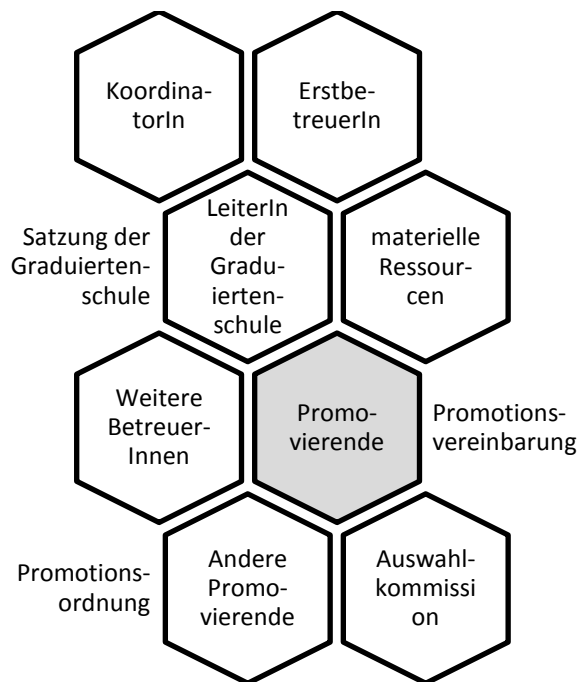 Koordina-
torIn
Erstbe-
treuerIn
Satzung der
Graduierten-
schule
LeiterIn
der
Gradu-
ierten-
schule
materielle
Ressour-
cen
Weitere
Betreuer-
Innen
Promo-
vierende
Promotions-
vereinbarung
Promotions-
ordnung
Andere
Promo-
vierende
Auswahl-
kommissi
on